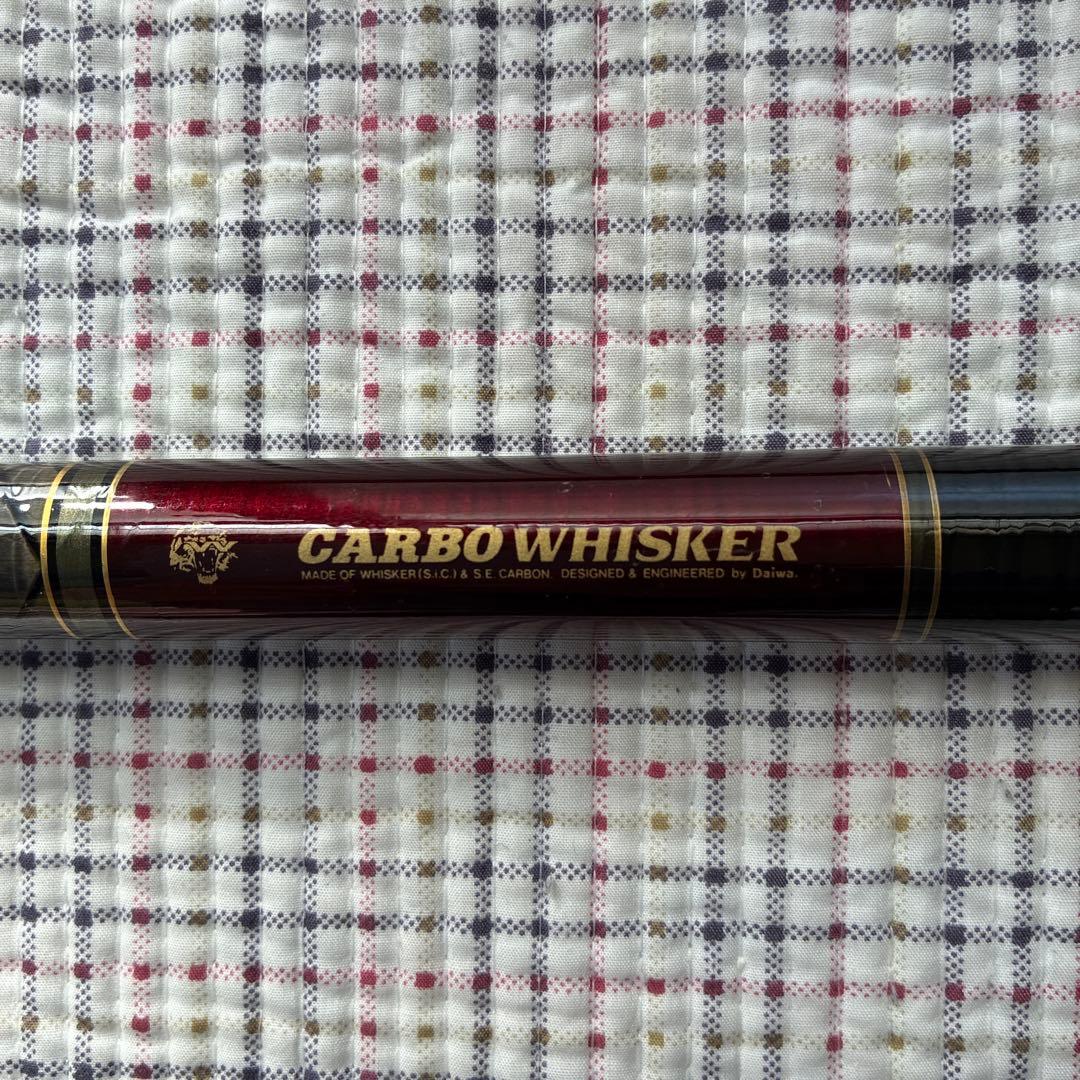 CARBO WHISKER
MADE OF WHISKER(S.i.C.) & S.E. CARBON. DESIGNED & ENGINEERED by Daiwa.